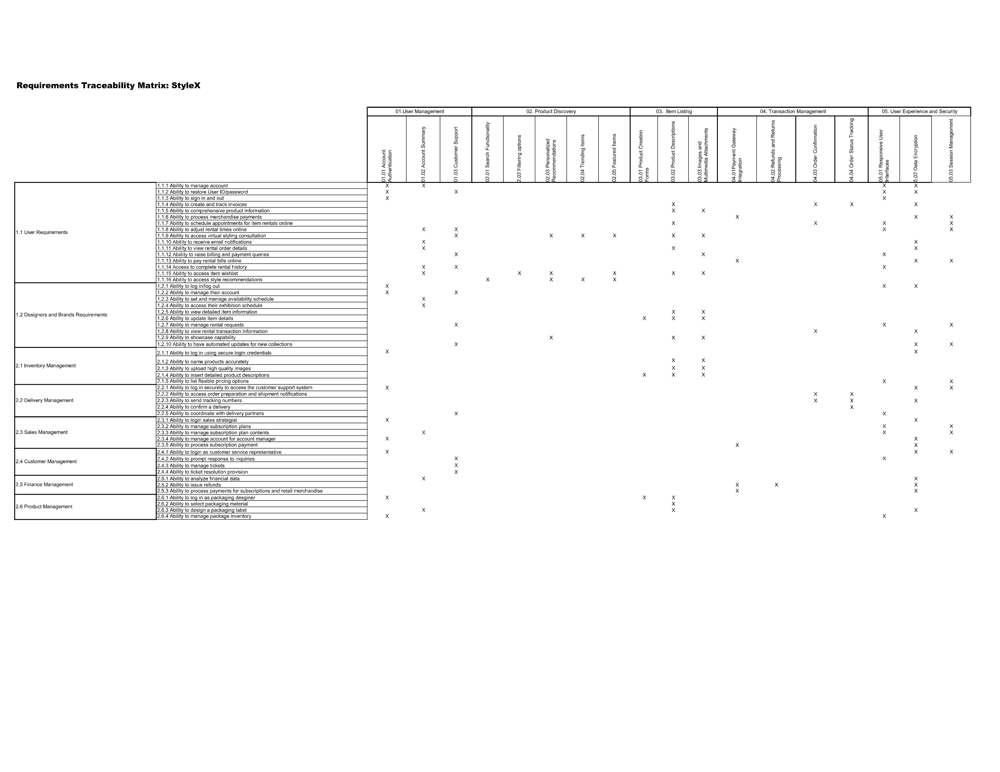 Requirements Traceability Matrix: StyleX
01.User Management 02. Product Discovery 03. Item Listing 04. Transaction Management 05. User Experience and Security
01.01 Account
Authentication
01.02 Account Summary
01.03 Customer Support
02.01 Search Functionality
2.02 Filtering options
02.03 Personalized
Recommendations
02.04 Trending items
02.05 Featured Items
03.01 Product Creation
Forms
03.02 Product Descriptions
03.03 Images and
Multimedia Attachments
04.01Payment Gateway
Integration
04.02 Refunds and Returns
Processing
04.03 Order Confirmation
04.04 Order Status Tracking
05.01 Responsive User
Interfaces
5.02 Data Encryption
05.03 Session Management
1.1 User Requirements
1.1.1 Ability to manage account X X X X
1.1.2 Ability to restore User ID/password X X X X
1.1.3 Ability to sign in and out X X
1.1.4 Ability to create and track invoices X X X X
1.1.5 Ability to comprehensive product information X X
1.1.6 Ability to process merchandise payments X X X
1.1.7 Ability to schedule appointments for item rentals online X X X X
1.1.8 Ability to adjust rental times online X X X X
1.1.9 Ability to access virtual styling consultation X X X X X X
1.1.10 Ability to receive email notifications X X
1.1.11 Ability to view rental order details X X X
1.1.12 Abiility to raise billing and payment queries X X X
1.1.13 Ability to pay rental bills online X X X
1.1.14 Access to complete rental history X X X
1.1.15 Ability to access item wishlist X X X X X X
1.1.16 Ability to access style recommendations X X X X
1.2 Designers and Brands Requirements
1.2.1 Ability to log in/log out X X X
1.2.2 Ability to manage their account X X
1.2.3 Ability to set and manage availability schedule X
1.2.4 Ability to access their exhibition schedule X
1.2.5 Ability to view detailed item information X X
1.2.6 Ability to update item details X X X
1.2.7 Ability to manage rental requests X X X
1.2.8 Ability to view rental transaction information X X
1.2.9 Ability to showcase capability X X X
1.2.10 Ability to have automated updates for new collections X X X
2.1 Inventory Management
2.1.1 Ability to log in using secure login credentials X X
2.1.2 Ability to name products accurately X X
2.1.3 Ability to upload high quality images X X
2.1.4 Ability to insert detailed product descriptions X X X
2.1.5 Ability to list flexible pricing options X X
2.2 Delivery Management
2.2.1 Ability to log in securely to access the customer support system X X X
2.2.2 Ability to access order preparation and shipment notifications X X
2.2.3 Ability to send tracking numbers X X X
2.2.4 Ability to confirm a delivery X
2.2.5 Ability to coordinate with delivery partners X X
2.3 Sales Management
2.3.1 Ability to login sales strategist X X
2.3.2 Ability to manage subscription plans X X
2.3.3 Ability to manage subscription plan contents X X X
2.3.4 Ability to manage account for account manager X X
2.3.5 Ability to process subscription payment X X
2.4 Customer Management
2.4.1 Ability to login as customer service representative X X X
2.4.2 Ability to prompt response to inquiries X X
2.4.3 Ability to manage tickets X
2.4.4 Ability to ticket resolution provision X
2.5 Finance Management
2.5.1 Ability to analyze financial data X X
2.5.2 Ability to issue refunds X X X
2.5.3 Ability to process payments for subscriptions and retail merchandise X X
2.6 Product Management
2.6.1 Ability to log in as packaging desginer X X X
2.6.2 Ability to select packaging material X
2.6.3 Ability to design a packaging label X X X
2.6.4 Ability to manage package inventory X X